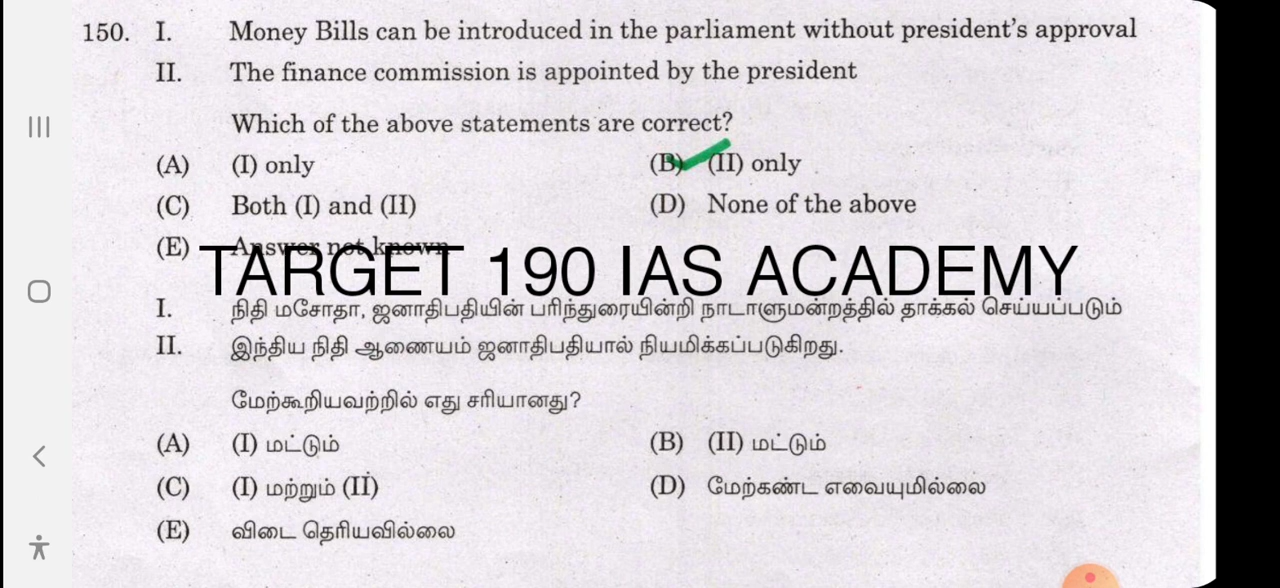 150. I. Money Bills can be introduced in the parliament without president's approval
II. The finance commission is appointed by the president
Which of the above statements are correct?
(A) (I) only (B) (II) only
(C) Both (I) and (II) (D) None of the above
(E) Answer not known
TARGET 190 IAS ACADEMY
I. நிதி மசோதா, ஜனாதிபதியின் பரிந்துரையின்றி நாடாளுமன்றத்தில் தாக்கல் செய்யப்படும்
II. இந்திய நிதி ஆணையம் ஜனாதிபதியால் நியமிக்கப்படுகிறது.
மேற்கூறியவற்றில் எது சரியானது?
(A) (I) மட்டும் (B) (II) மட்டும்
(C) (I) மற்றும் (II) (D) மேற்கண்ட எவையுமில்லை
(E) விடை தெரியவில்லை